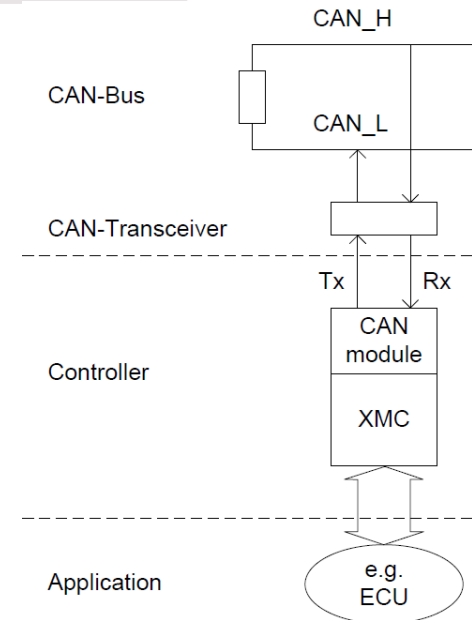 CAN_H
CAN-Bus
CAN_L
CAN-Transceiver
Tx Rx
CAN
module
Controller
XMC
e.g.
Application
ECU